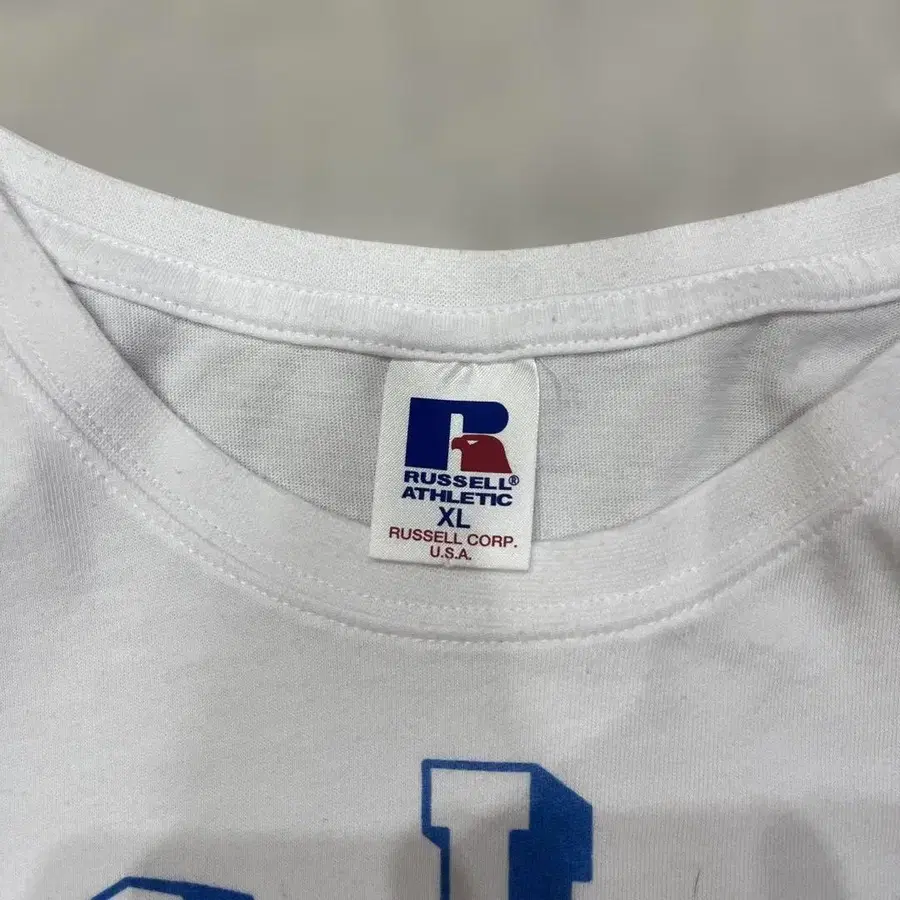 R
RUSSELL®
ATHLETIC
XL
RUSSELL CORP.
U.S.A.